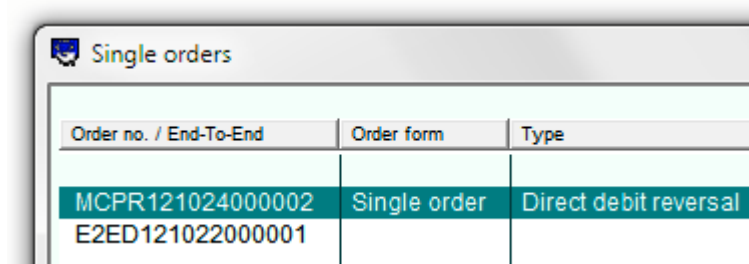 Single orders
Order no. / End-To-End Order form Type
MCPR121024000002 Single order Direct debit reversal
E2ED121022000001